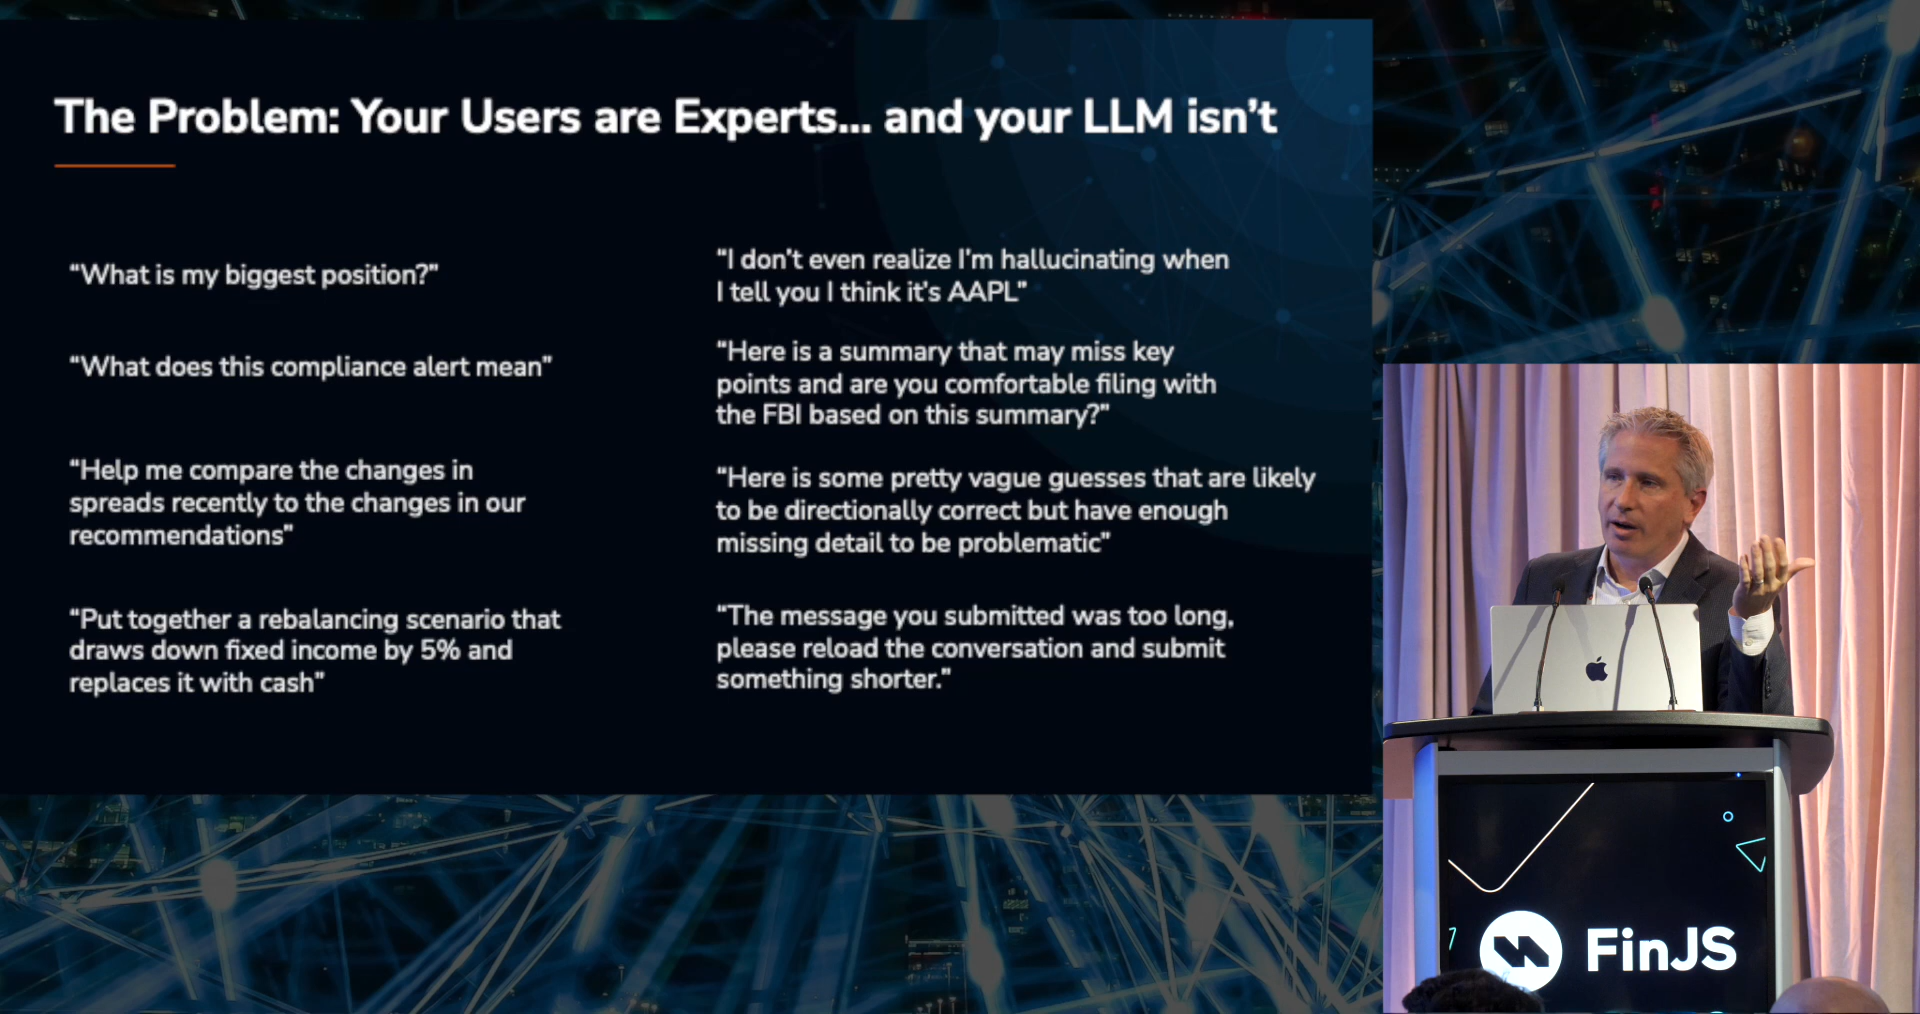 The Problem: Your Users are Experts... and your LLM isn't
"What is my biggest position?"
"I don't even realize I'm hallucinating when
I tell you I think it's AAPL"
"What does this compliance alert mean"
"Here is a summary that may miss key
points and are you comfortable filing with
the FBI based on this summary?"
"Help me compare the changes in
spreads recently to the changes in our
recommendations"
"Here is some pretty vague guesses that are likely
to be directionally correct but have enough
missing detail to be problematic"
"Put together a rebalancing scenario that
draws down fixed income by 5% and
replaces it with cash"
"The message you submitted was too long,
please reload the conversation and submit
something shorter."
FinJS